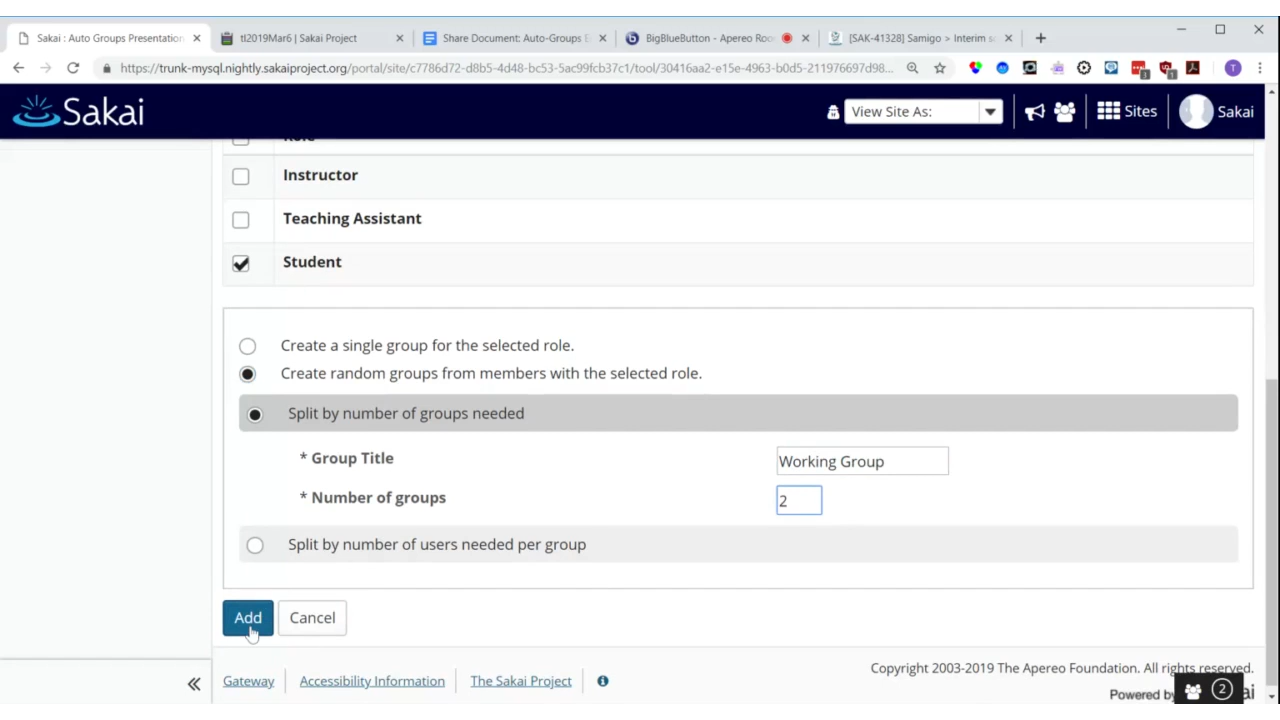 Sakai : Auto Groups Presentation
tl2019Mar6 | Sakai Project
Share Document: Auto-Groups E
BigBlueButton - Apereo Roo
[SAK-41328] Samigo > Interim s
https://trunk-mysql.nightly.sakaiproject.org/portal/site/c7786d72-d8b5-4d48-bc53-5ac99fcb37c1/tool/30416aa2-e15e-4963-b0d5-211976697d98...
T
Sakai
View Site As:
Sites
Sakai
Role
Instructor
Teaching Assistant
Student
Create a single group for the selected role.
Create random groups from members with the selected role.
Split by number of groups needed
* Group Title
Working Group
* Number of groups
2
Split by number of users needed per group
Add
Cancel
Gateway
Accessibility Information
The Sakai Project
Copyright 2003-2019 The Apereo Foundation. All rights reserved.
Powered by
2